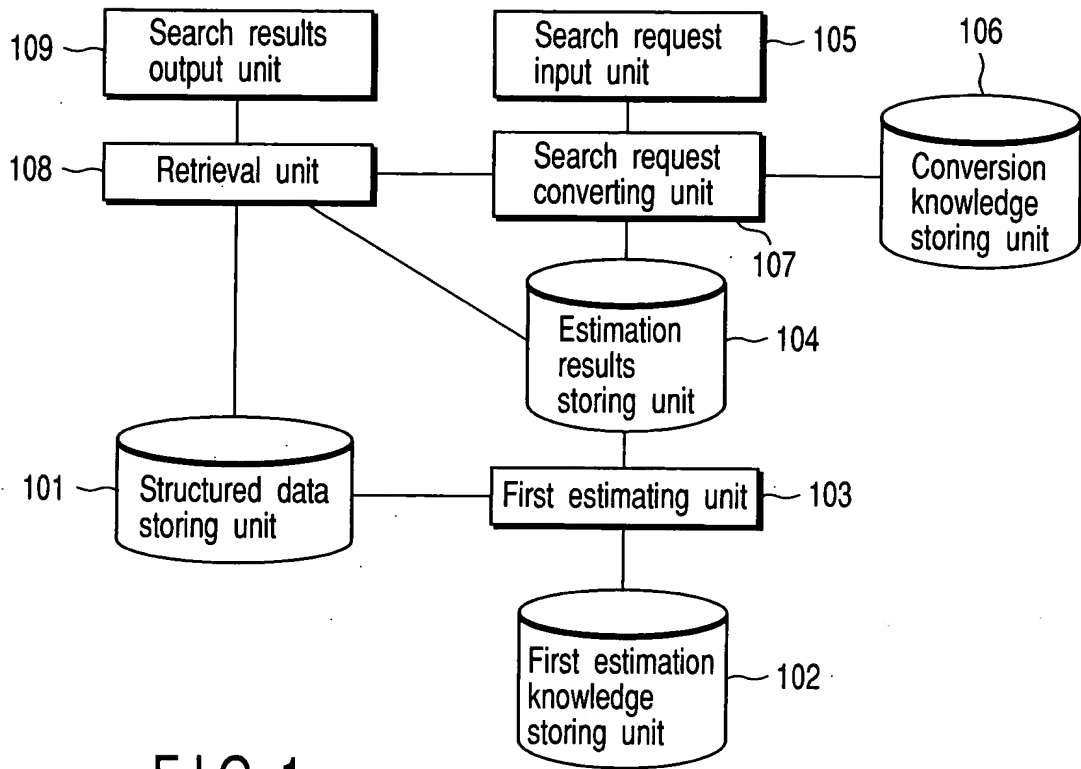 109
Search results
output unit
Search request
input unit
105
106
108
Retrieval unit
Search request
converting unit
107
Conversion
knowledge
storing unit
Estimation
results
storing unit
104
101
Structured data
storing unit
First estimating unit
103
First estimation
knowledge
storing unit
102
FIG. 1